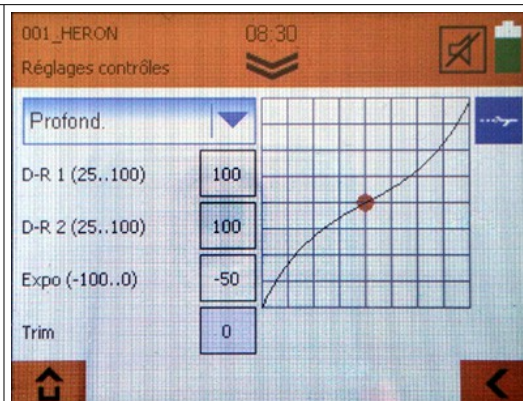 001_HERON 08:30
Réglages contrôles
Profond.
D-R 1 (25..100) 100
D-R 2 (25..100) 100
Expo (-100..0) -50
Trim 0